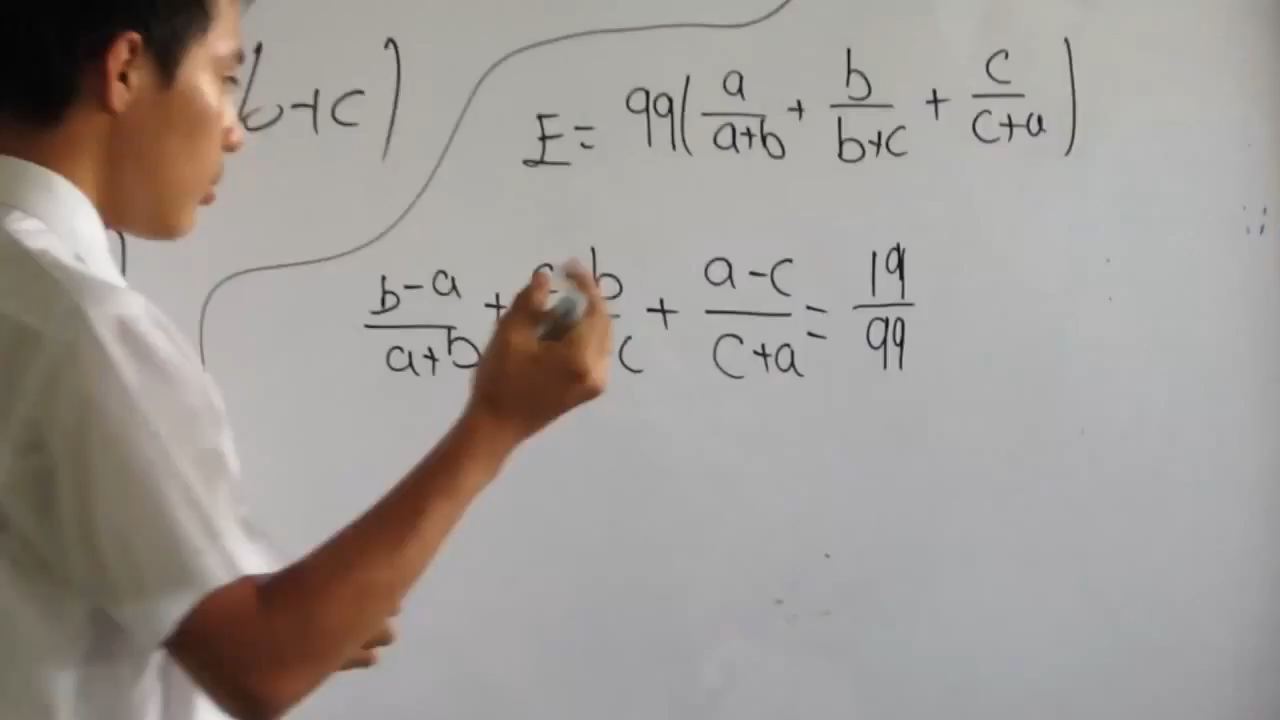 b+c)
E = 99(a/(a+b) + b/(b+c) + c/(c+a))
(b-a)/(a+b) + b c + (a-c)/(c+a) = 19/99